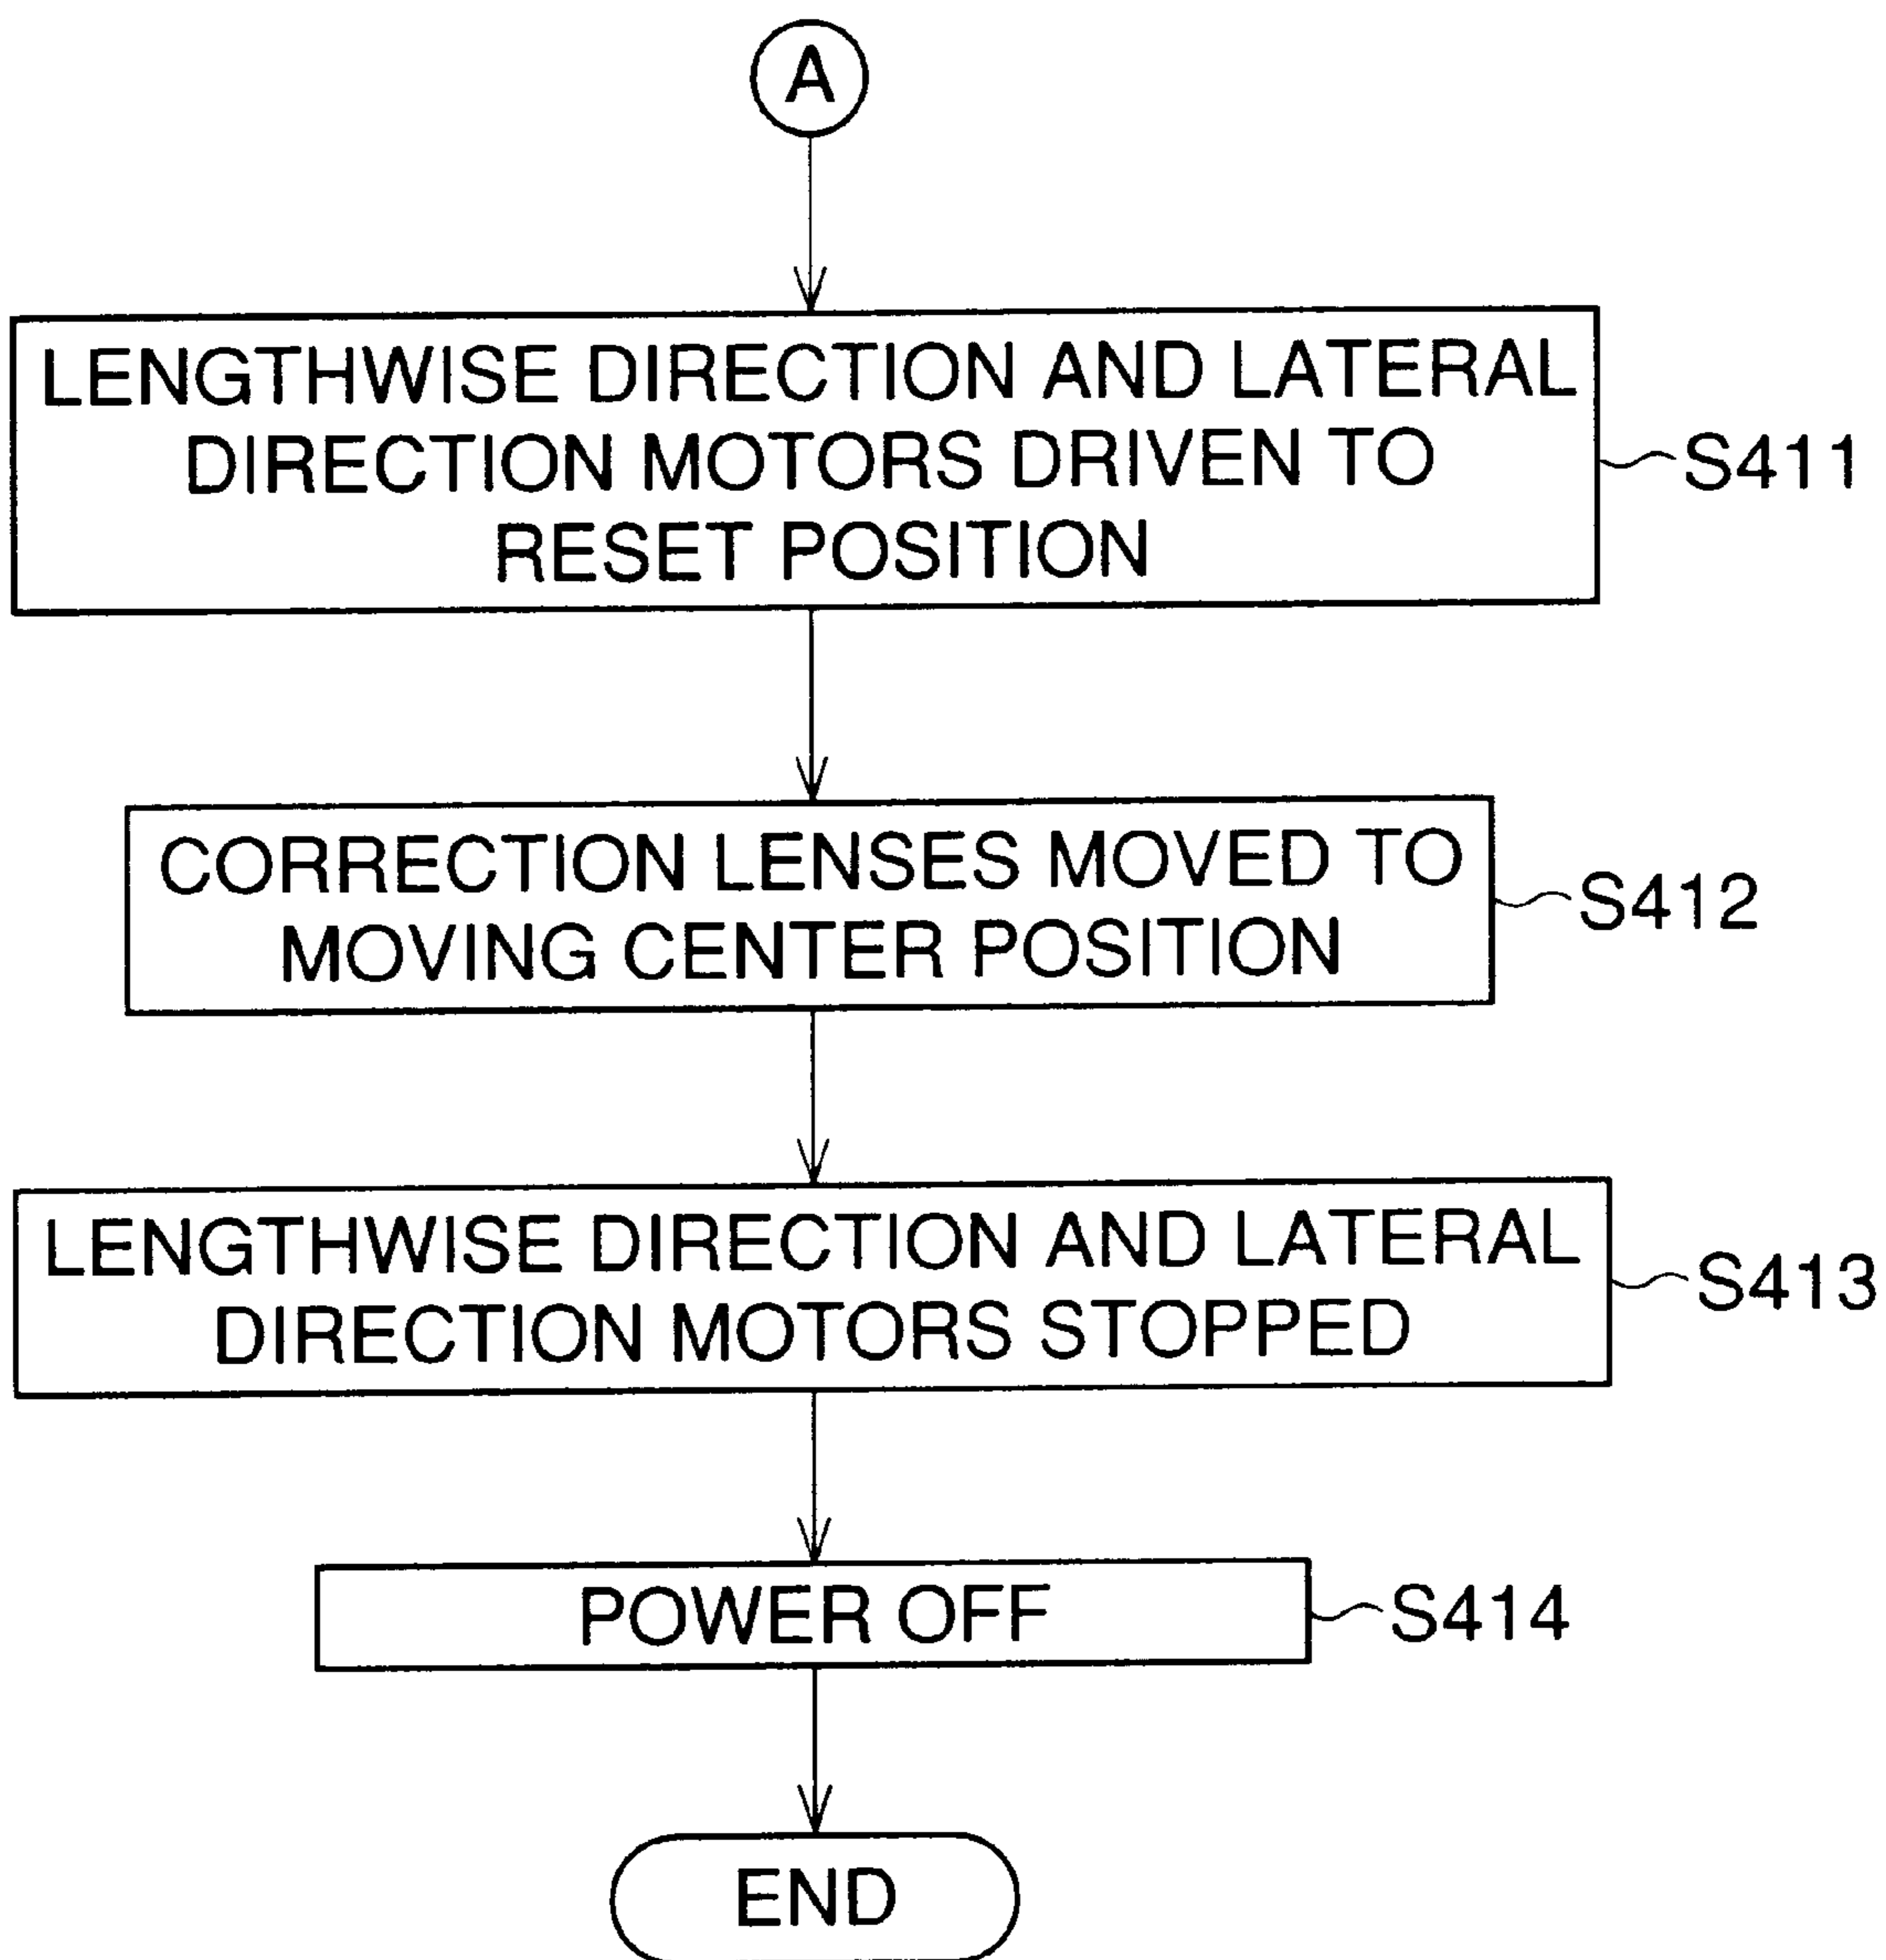 A
LENGTHWISE DIRECTION AND LATERAL
DIRECTION MOTORS DRIVEN TO
RESET POSITION
S411
CORRECTION LENSES MOVED TO
MOVING CENTER POSITION
S412
LENGTHWISE DIRECTION AND LATERAL
DIRECTION MOTORS STOPPED
S413
POWER OFF
S414
END